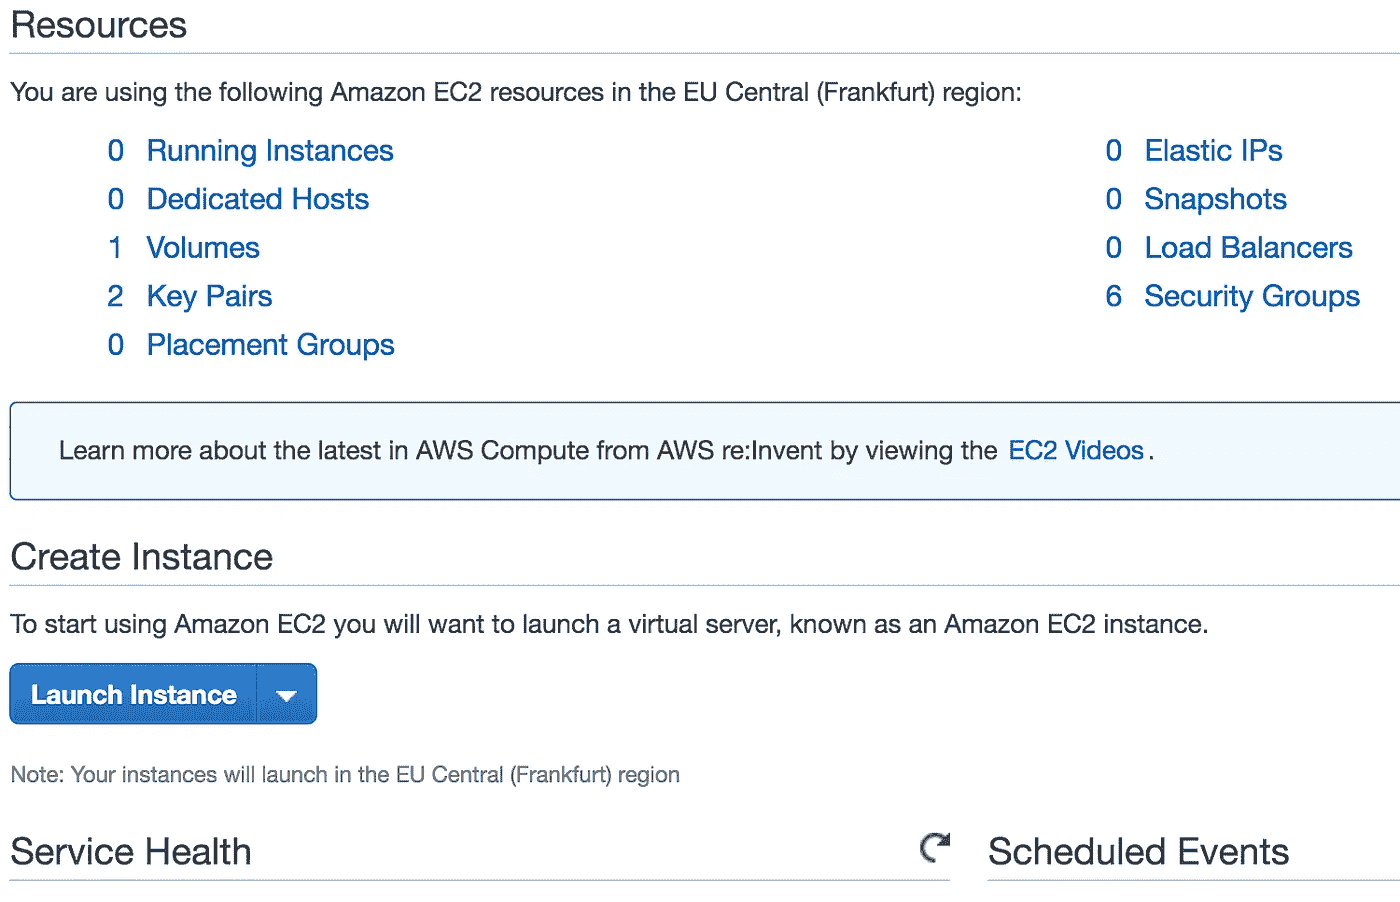 Resources
You are using the following Amazon EC2 resources in the EU Central (Frankfurt) region:
0 Running Instances
0 Elastic IPs
0 Dedicated Hosts
0 Snapshots
1 Volumes
0 Load Balancers
2 Key Pairs
6 Security Groups
0 Placement Groups
Learn more about the latest in AWS Compute from AWS re:Invent by viewing the EC2 Videos.
Create Instance
To start using Amazon EC2 you will want to launch a virtual server, known as an Amazon EC2 instance.
Launch Instance
Note: Your instances will launch in the EU Central (Frankfurt) region
Service Health
Scheduled Events